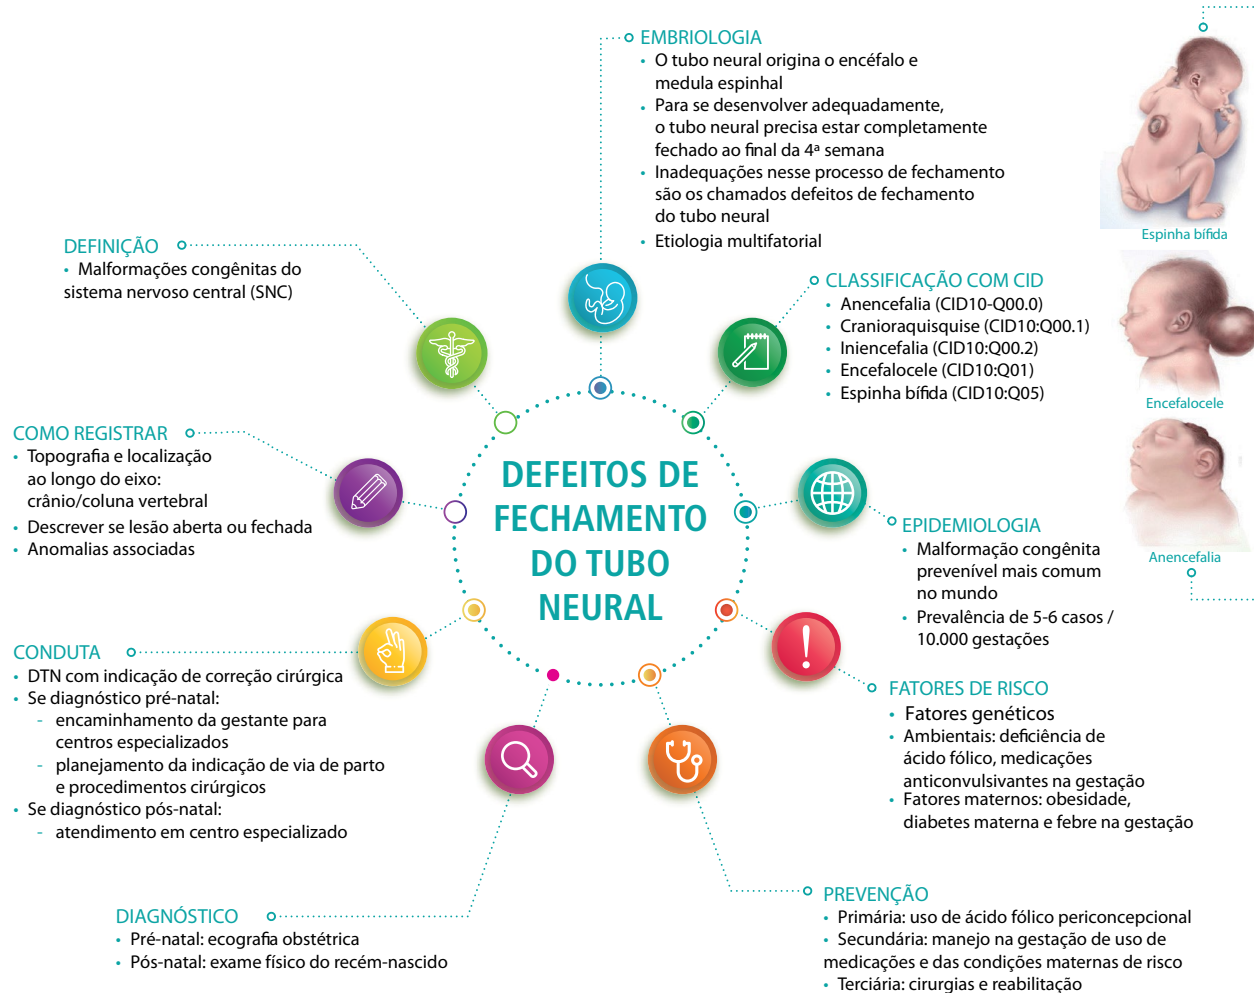 EMBRIOLOGIA
• O tubo neural origina o encéfalo e
medula espinhal
• Para se desenvolver adequadamente,
o tubo neural precisa estar completamente
fechado ao final da 4ª semana
• Inadequações nesse processo de fechamento
são os chamados defeitos de fechamento
do tubo neural
• Etiologia multifatorial
Espinha bífida
Encefalocele
Anencefalia
DEFINIÇÃO
• Malformações congênitas do
sistema nervoso central (SNC)
CLASSIFICAÇÃO COM CID
• Anencefalia (CID10-Q00.0)
• Cranioraquisquise (CID10:Q00.1)
• Iniencefalia (CID10:Q00.2)
• Encefalocele (CID10:Q01)
• Espinha bífida (CID10:Q05)
COMO REGISTRAR
• Topografia e localização
ao longo do eixo:
crânio/coluna vertebral
• Descrever se lesão aberta ou fechada
• Anomalias associadas
DEFEITOS DE
FECHAMENTO
DO TUBO
NEURAL
EPIDEMIOLOGIA
• Malformação congênita
prevenível mais comum
no mundo
• Prevalência de 5-6 casos /
10.000 gestações
CONDUTA
• DTN com indicação de correção cirúrgica
• Se diagnóstico pré-natal:
- encaminhamento da gestante para
centros especializados
- planejamento da indicação de via de parto
e procedimentos cirúrgicos
• Se diagnóstico pós-natal:
- atendimento em centro especializado
FATORES DE RISCO
• Fatores genéticos
• Ambientais: deficiência de
ácido fólico, medicações
anticonvulsivantes na gestação
• Fatores maternos: obesidade,
diabetes materna e febre na gestação
DIAGNÓSTICO
• Pré-natal: ecografia obstétrica
• Pós-natal: exame físico do recém-nascido
PREVENÇÃO
• Primária: uso de ácido fólico periconcepcional
• Secundária: manejo na gestação de uso de
medicações e das condições maternas de risco
• Terciária: cirurgias e reabilitação